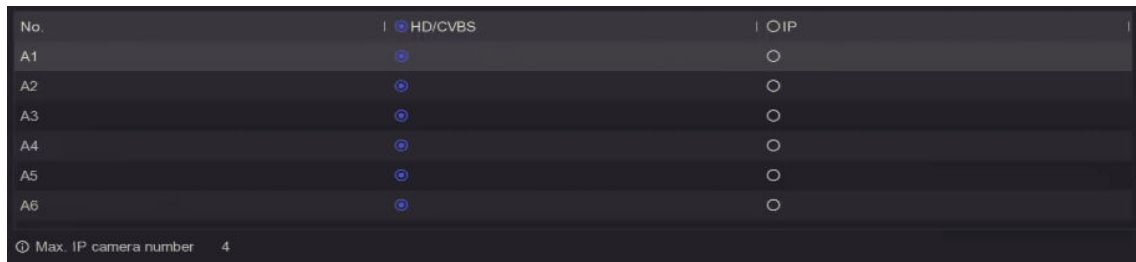 No. HD/CVBS IP
A1
A2
A3
A4
A5
A6
Max. IP camera number 4